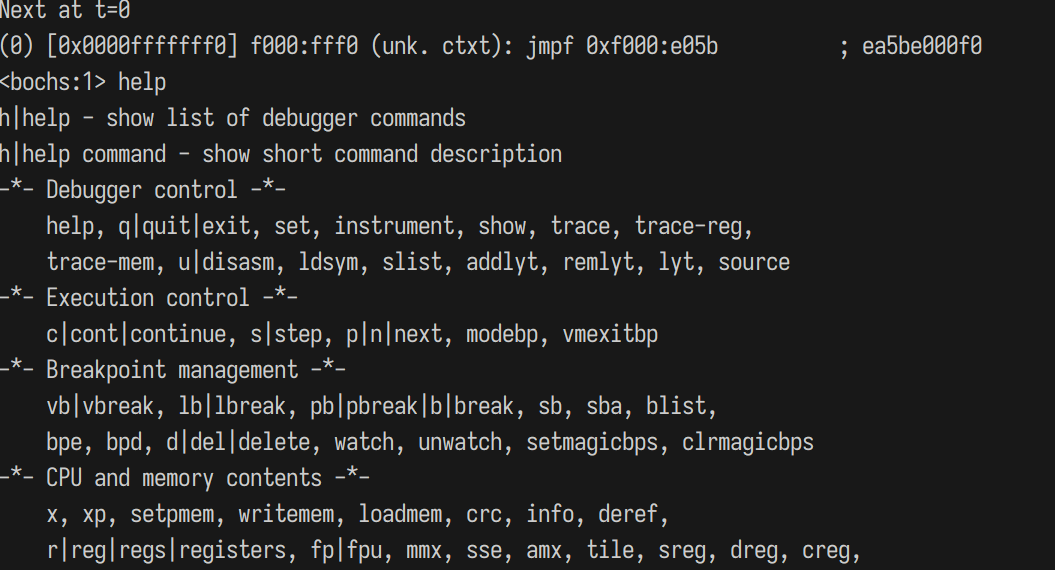 Next at t=0
(0) [0x0000fffffff0] f000:fff0 (unk. ctxt): jmpf 0xf000:e05b ; ea5be000f0
<bochs:1> help
h|help - show list of debugger commands
h|help command - show short command description
-*- Debugger control -*-
help, q|quit|exit, set, instrument, show, trace, trace-reg,
trace-mem, u|disasm, ldsym, slist, addlyt, remlyt, lyt, source
-*- Execution control -*-
c|cont|continue, s|step, p|n|next, modebp, vmexitbp
-*- Breakpoint management -*-
vb|vbreak, lb|lbreak, pb|pbreak|b|break, sb, sba, blist,
bpe, bpd, d|del|delete, watch, unwatch, setmagicbps, clrmagicbps
-*- CPU and memory contents -*-
x, xp, setpmem, writemem, loadmem, crc, info, deref,
r|reg|regs|registers, fp|fpu, mmx, sse, amx, tile, sreg, dreg, creg,